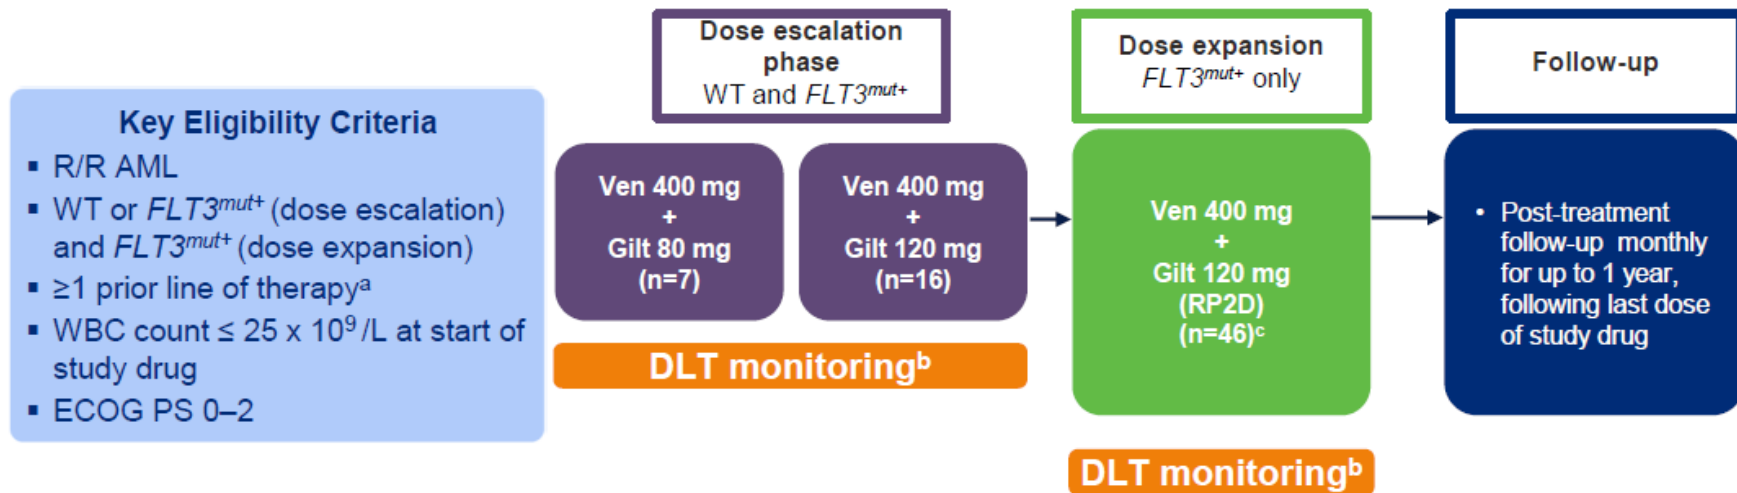 Key Eligibility Criteria
▪ R/R AML
▪ WT or FLT3ᵐᵘᵗ⁺ (dose escalation)
and FLT3ᵐᵘᵗ⁺ (dose expansion)
▪ ≥1 prior line of therapyᵃ
▪ WBC count ≤ 25 x 10⁹/L at start of
study drug
▪ ECOG PS 0–2
Dose escalation
phase
WT and FLT3ᵐᵘᵗ⁺
Ven 400 mg
+
Gilt 80 mg
(n=7)
Ven 400 mg
+
Gilt 120 mg
(n=16)
DLT monitoringᵇ
Dose expansion
FLT3ᵐᵘᵗ⁺ only
Ven 400 mg
+
Gilt 120 mg
(RP2D)
(n=46)ᶜ
DLT monitoringᵇ
Follow-up
• Post-treatment
follow-up monthly
for up to 1 year,
following last dose
of study drug